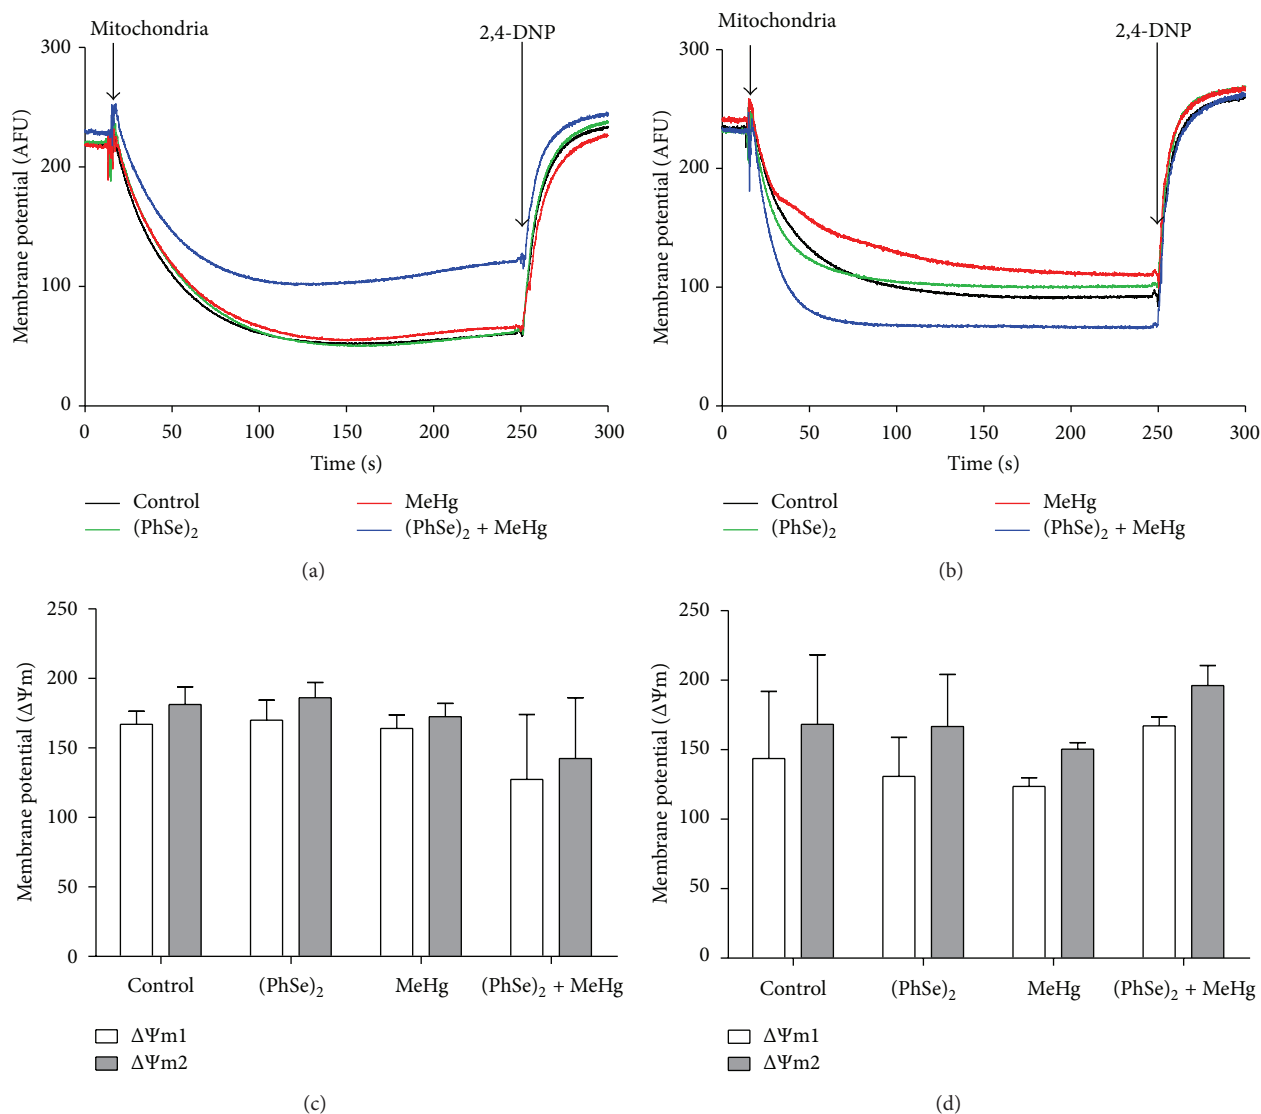 Mitochondria
2,4-DNP
300
200
100
0
Membrane potential (AFU)
0 50 100 150 200 250 300
Time (s)
Control
MeHg
(PhSe)2
(PhSe)2 + MeHg
(a)
Mitochondria
2,4-DNP
300
200
100
0
Membrane potential (AFU)
0 50 100 150 200 250 300
Time (s)
Control
MeHg
(PhSe)2
(PhSe)2 + MeHg
(b)
250
200
150
100
50
0
Membrane potential (ΔΨm)
Control (PhSe)2 MeHg (PhSe)2 + MeHg
ΔΨm1
ΔΨm2
(c)
250
200
150
100
50
0
Membrane potential (ΔΨm)
Control (PhSe)2 MeHg (PhSe)2 + MeHg
ΔΨm1
ΔΨm2
(d)